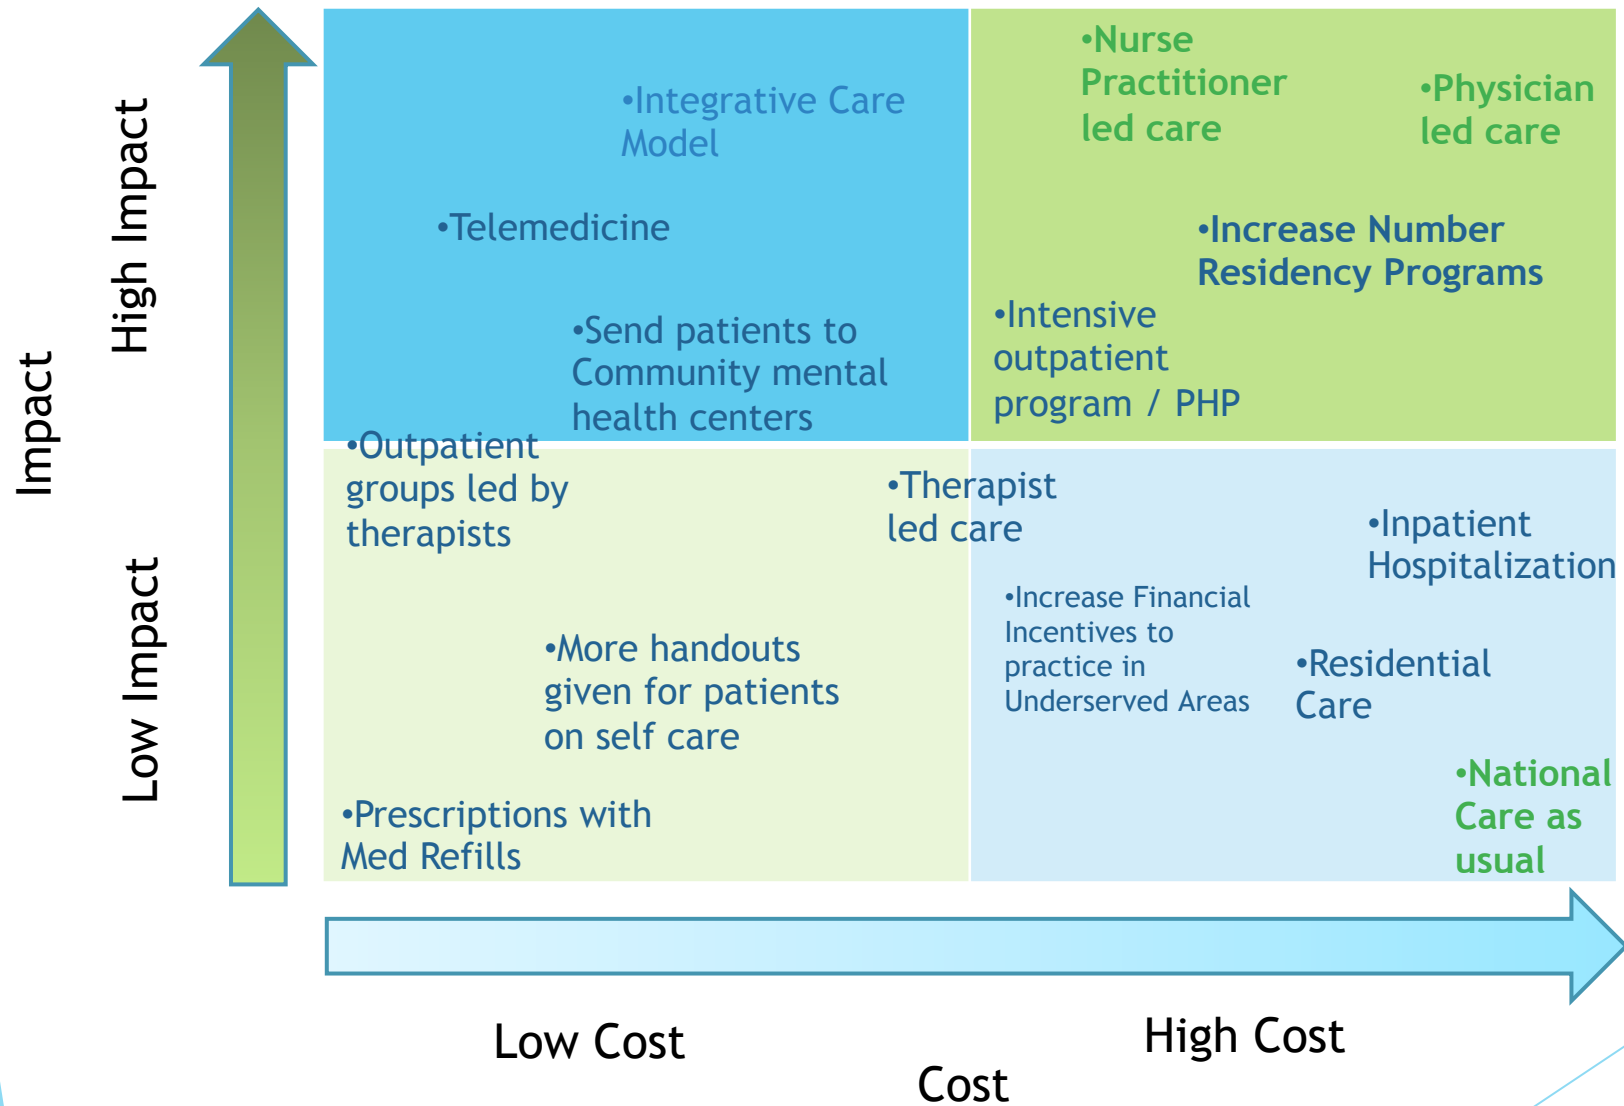 Impact
High Impact
Low Impact
•Integrative Care
Model
•Telemedicine
•Send patients to
Community mental
health centers
•Nurse
Practitioner
led care
•Physician
led care
•Increase Number
Residency Programs
•Intensive
outpatient
program / PHP
•Outpatient
groups led by
therapists
•More handouts
given for patients
on self care
•Prescriptions with
Med Refills
•Therapist
led care
•Inpatient
Hospitalization
•Increase Financial
Incentives to
practice in
Underserved Areas
•Residential
Care
•National
Care as
usual
Low Cost
High Cost
Cost